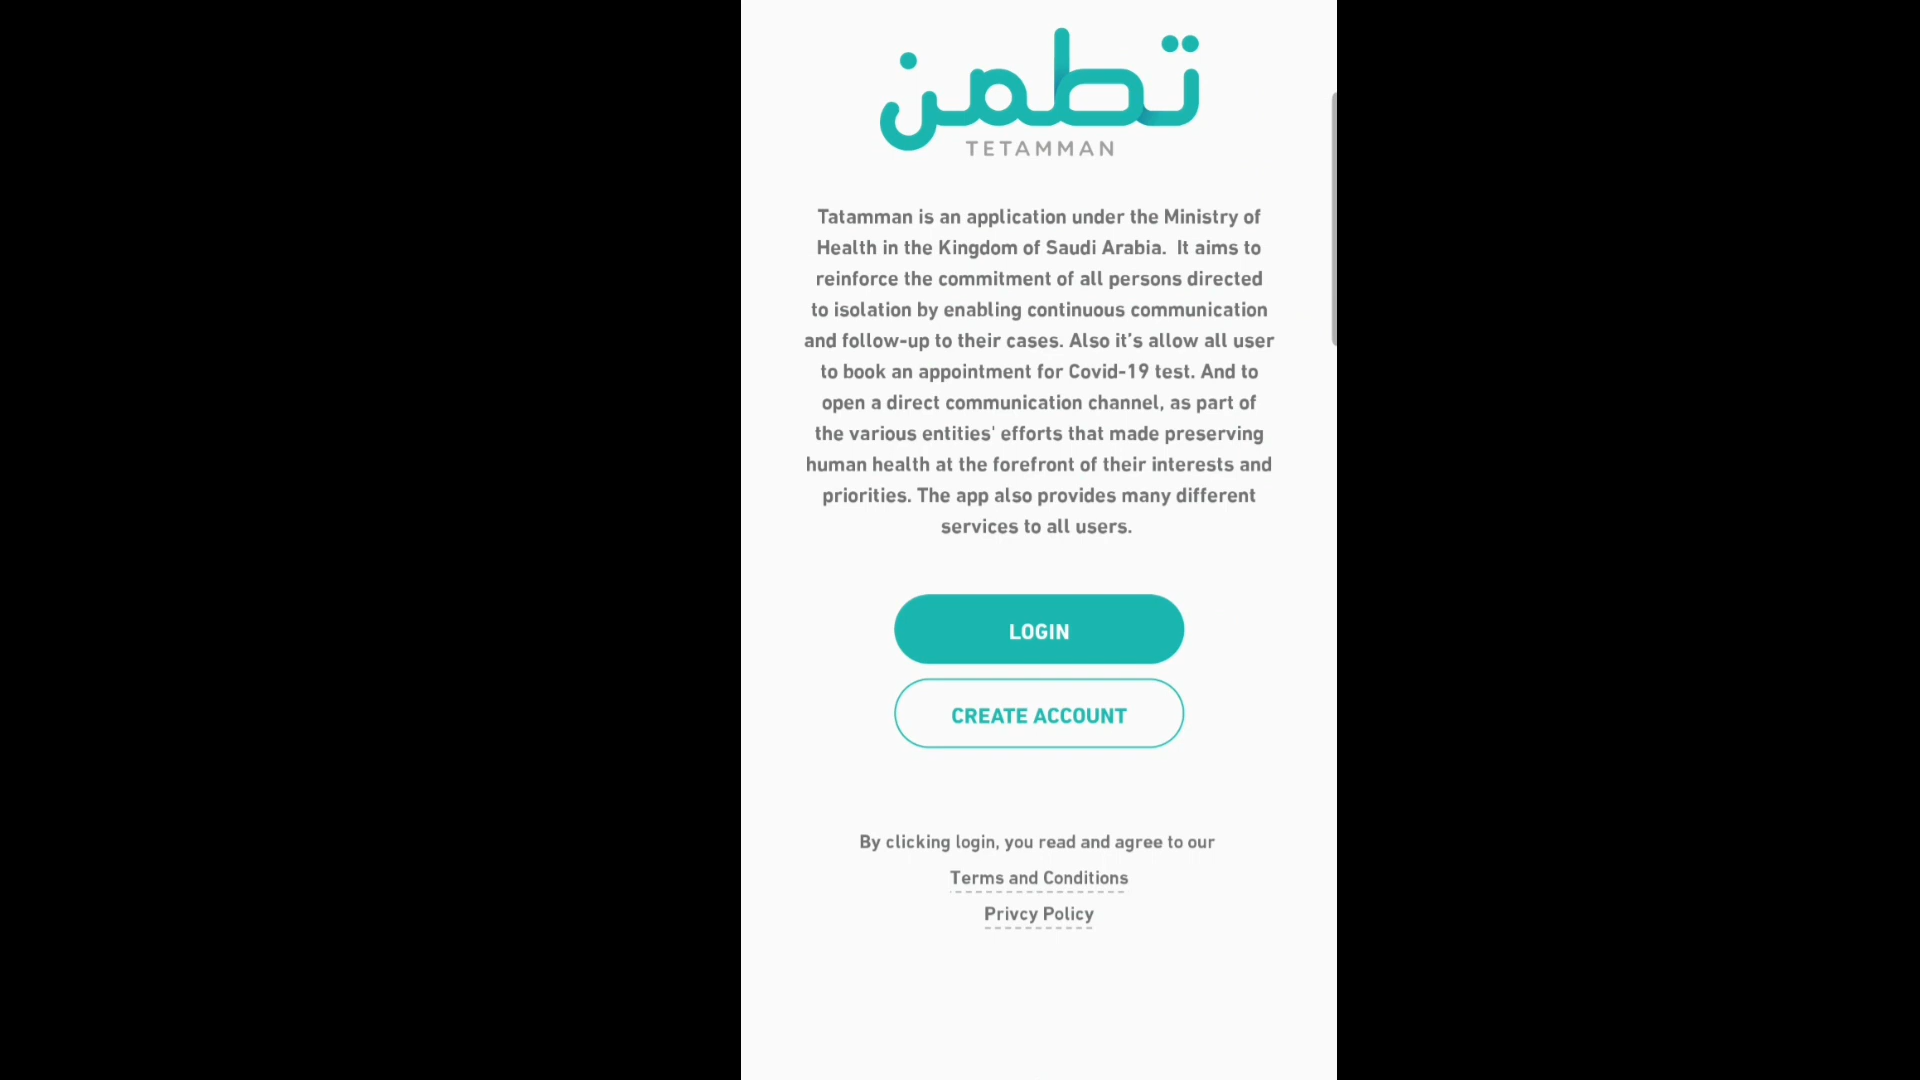 تطمن
TETAMMAN
Tatamman is an application under the Ministry of
Health in the Kingdom of Saudi Arabia.  It aims to
reinforce the commitment of all persons directed
to isolation by enabling continuous communication
and follow-up to their cases. Also it’s allow all user
to book an appointment for Covid-19 test. And to
open a direct communication channel, as part of
the various entities' efforts that made preserving
human health at the forefront of their interests and
priorities. The app also provides many different
services to all users.
LOGIN
CREATE ACCOUNT
By clicking login, you read and agree to our
Terms and Conditions
Privcy Policy